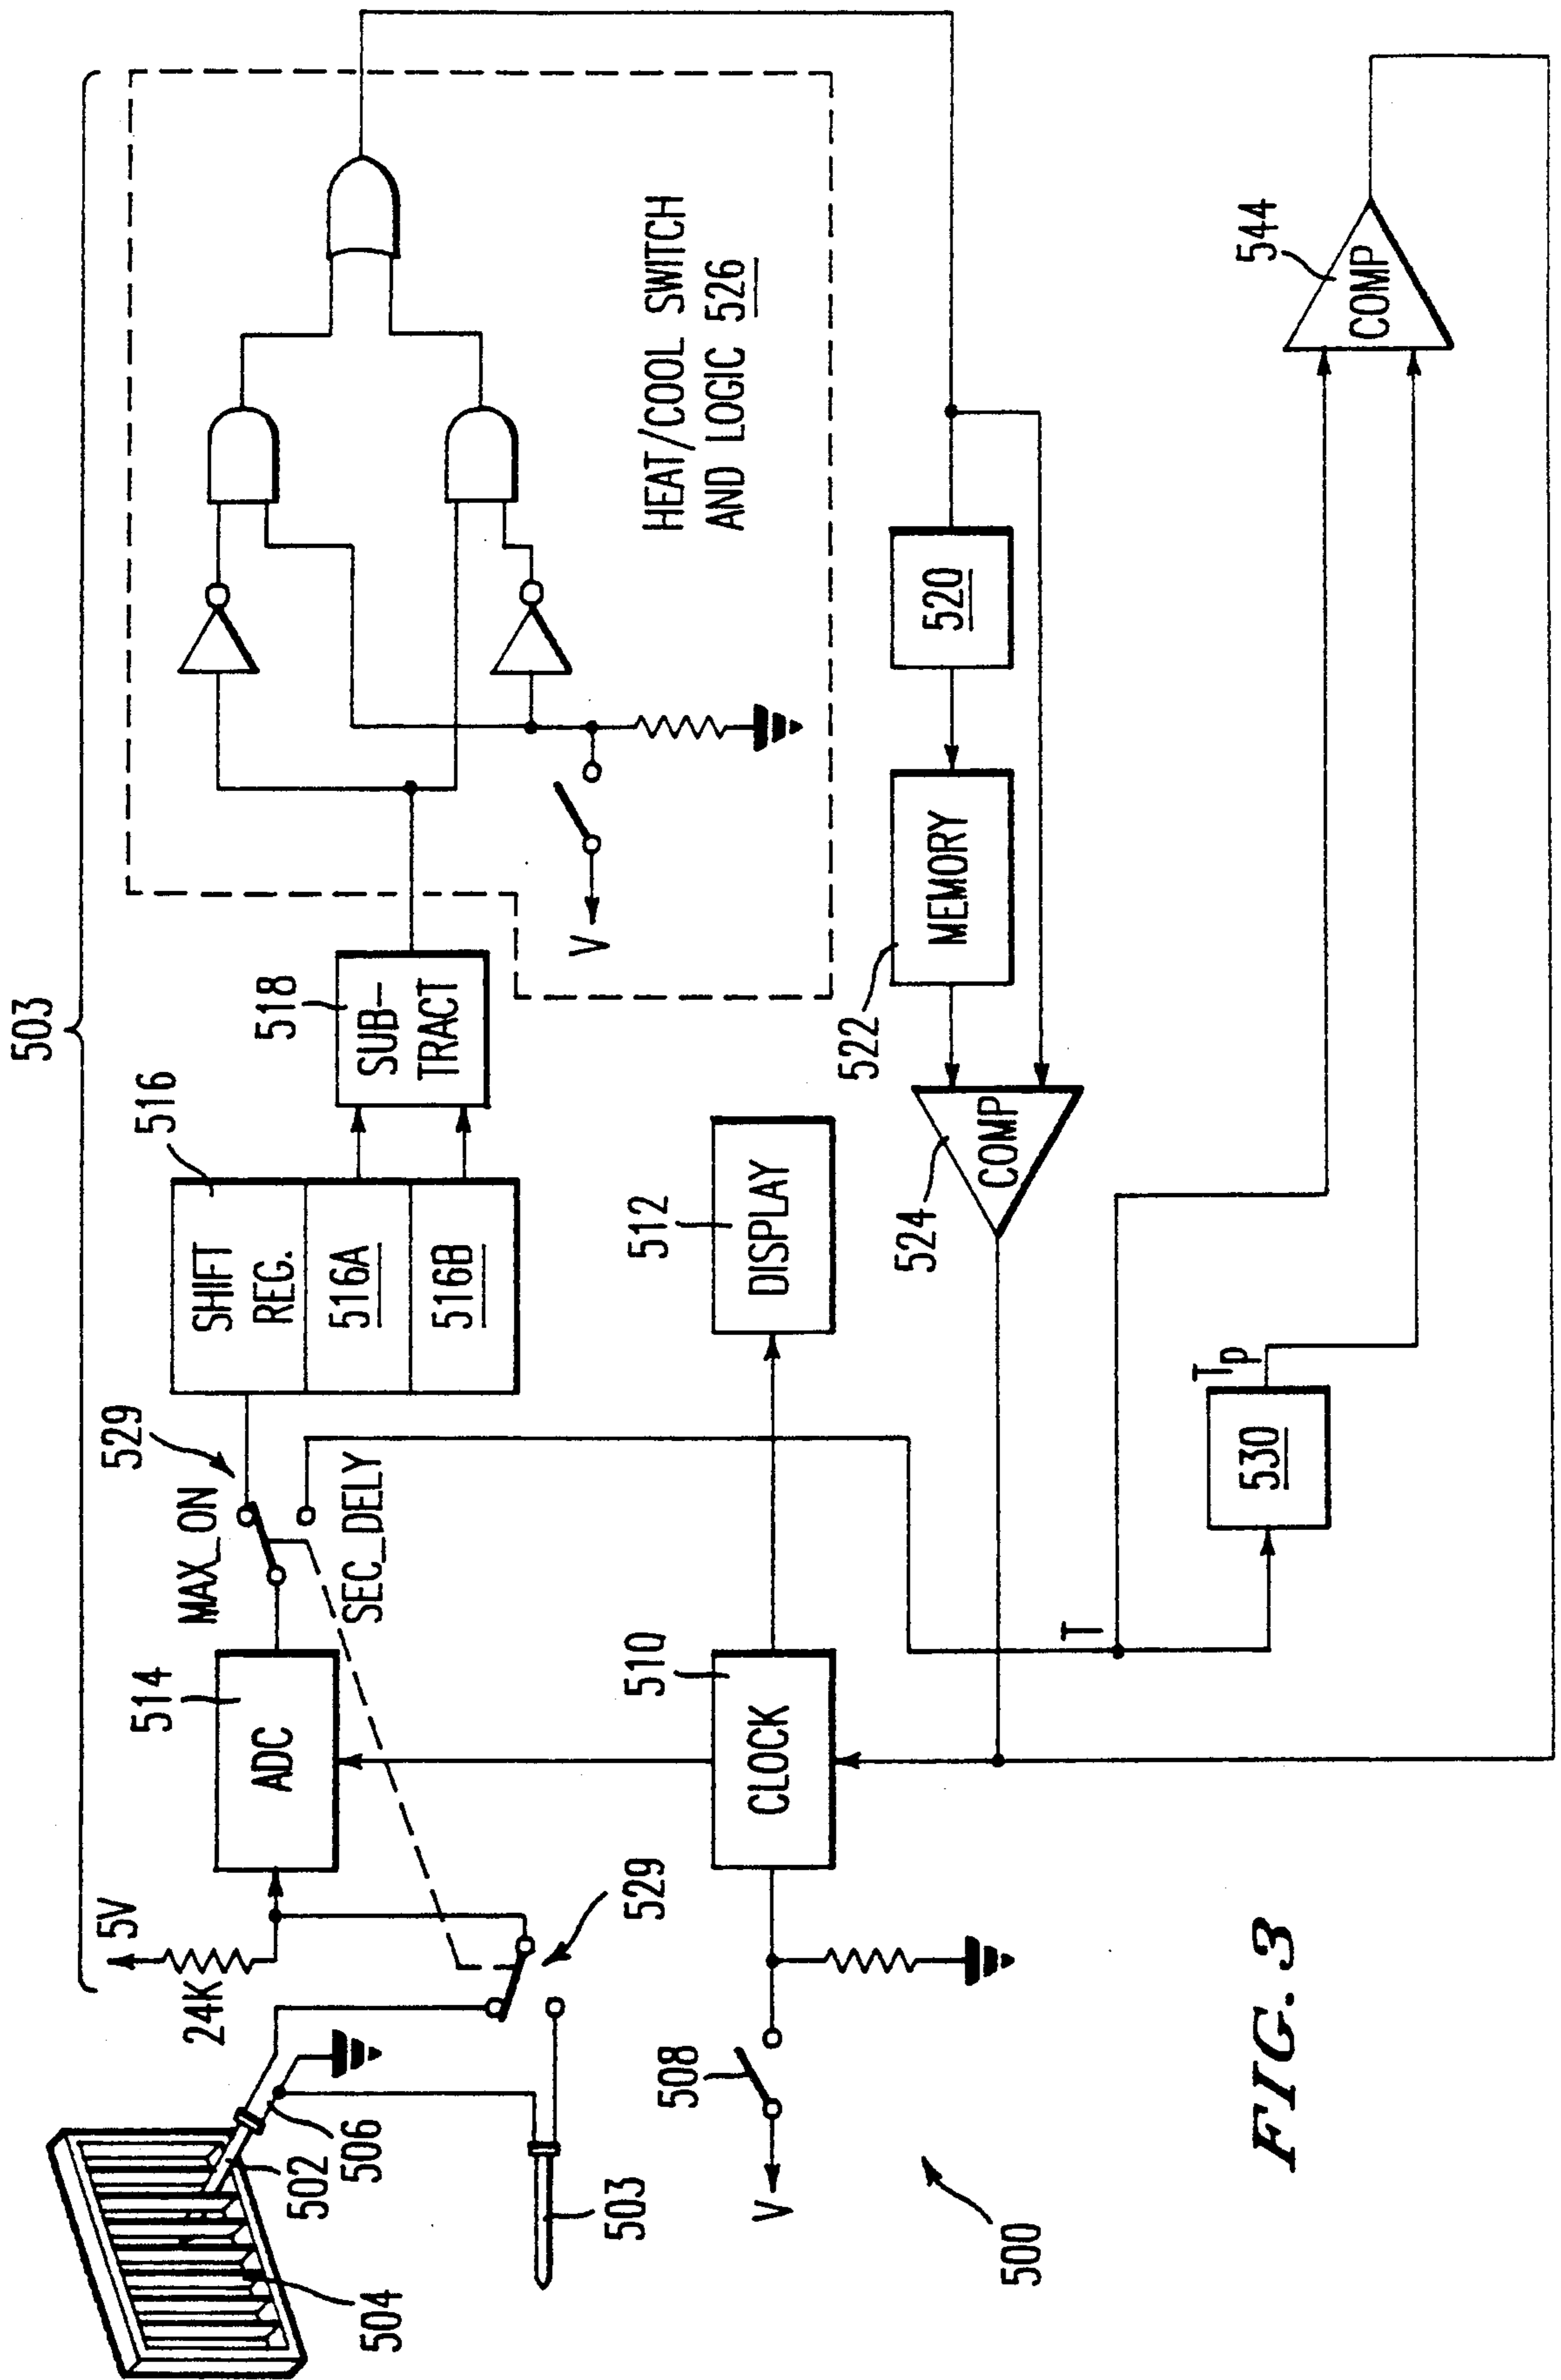 503
5V
24K
514
ADC
MAX_ON
529
SEC_DELY
516
SHIFT
REG.
516A
516B
518
SUB-
TRACT
HEAT/COOL SWITCH
AND LOGIC 526
V
504
502
506
503
529
508
V
510
CLOCK
512
DISPLAY
524
COMP
522
MEMORY
520
T
530
Tp
544
COMP
500
FIG. 3